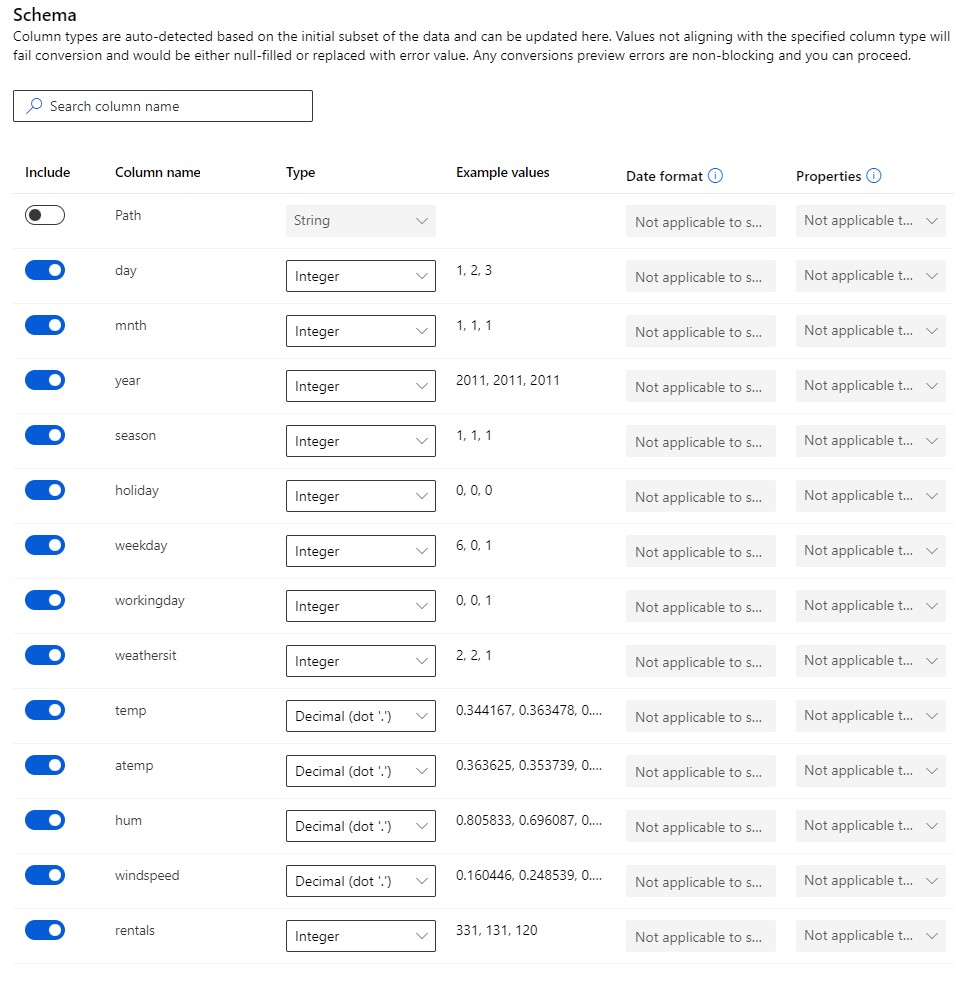 Schema
Column types are auto-detected based on the initial subset of the data and can be updated here. Values not aligning with the specified column type will
fail conversion and would be either null-filled or replaced with error value. Any conversions preview errors are non-blocking and you can proceed.
Search column name
Include Column name Type Example values Date format Properties
Path String Not applicable to s... Not applicable t...
day Integer 1, 2, 3 Not applicable to s... Not applicable t...
mnth Integer 1, 1, 1 Not applicable to s... Not applicable t...
year Integer 2011, 2011, 2011 Not applicable to s... Not applicable t...
season Integer 1, 1, 1 Not applicable to s... Not applicable t...
holiday Integer 0, 0, 0 Not applicable to s... Not applicable t...
weekday Integer 6, 0, 1 Not applicable to s... Not applicable t...
workingday Integer 0, 0, 1 Not applicable to s... Not applicable t...
weathersit Integer 2, 2, 1 Not applicable to s... Not applicable t...
temp Decimal (dot '.') 0.344167, 0.363478, 0.... Not applicable to s... Not applicable t...
atemp Decimal (dot '.') 0.363625, 0.353739, 0.... Not applicable to s... Not applicable t...
hum Decimal (dot '.') 0.805833, 0.696087, 0.... Not applicable to s... Not applicable t...
windspeed Decimal (dot '.') 0.160446, 0.248539, 0.... Not applicable to s... Not applicable t...
rentals Integer 331, 131, 120 Not applicable to s... Not applicable t...